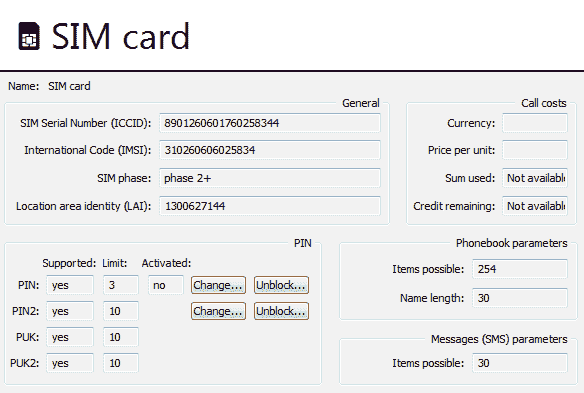 SIM card
Name: SIM card
General
SIM Serial Number (ICCID): 8901260601760258344
International Code (IMSI): 310260606025834
SIM phase: phase 2+
Location area identity (LAI): 1300627144
Call costs
Currency:
Price per unit:
Sum used: Not available
Credit remaining: Not available
PIN
Supported: Limit: Activated:
PIN: yes 3 no Change... Unblock...
PIN2: yes 10 Change... Unblock...
PUK: yes 10
PUK2: yes 10
Phonebook parameters
Items possible: 254
Name length: 30
Messages (SMS) parameters
Items possible: 30